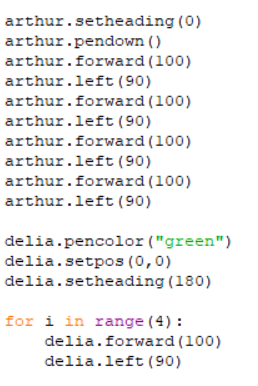 arthur.setheading(0)
arthur.pendown()
arthur.forward(100)
arthur.left(90)
arthur.forward(100)
arthur.left(90)
arthur.forward(100)
arthur.left(90)
arthur.forward(100)
arthur.left(90)

delia.pencolor("green")
delia.setpos(0,0)
delia.setheading(180)

for i in range(4):
    delia.forward(100)
    delia.left(90)